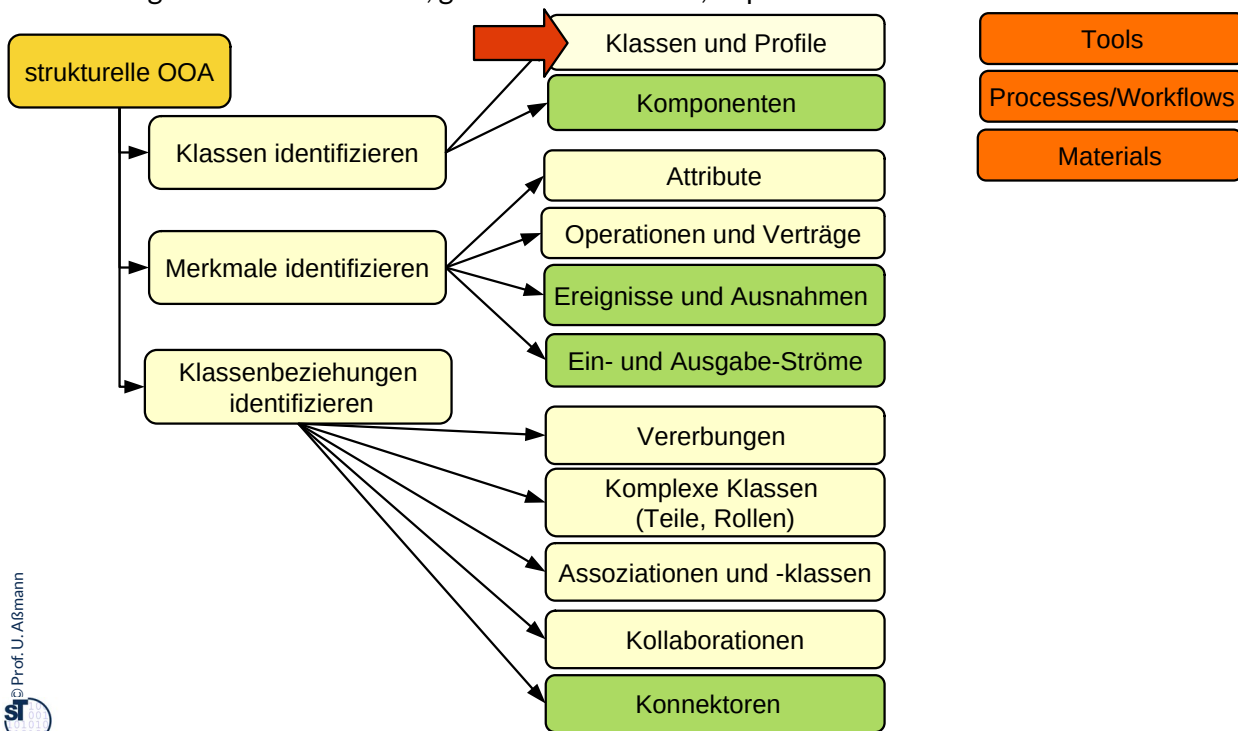 strukturelle OOA
Klassen identifizieren
Merkmale identifizieren
Klassenbeziehungen
identifizieren
Klassen und Profile
Komponenten
Attribute
Operationen und Verträge
Ereignisse und Ausnahmen
Ein- und Ausgabe-Ströme
Vererbungen
Komplexe Klassen
(Teile, Rollen)
Assoziationen und -klassen
Kollaborationen
Konnektoren
Tools
Processes/Workflows
Materials
© Prof. U. Aßmann
ST